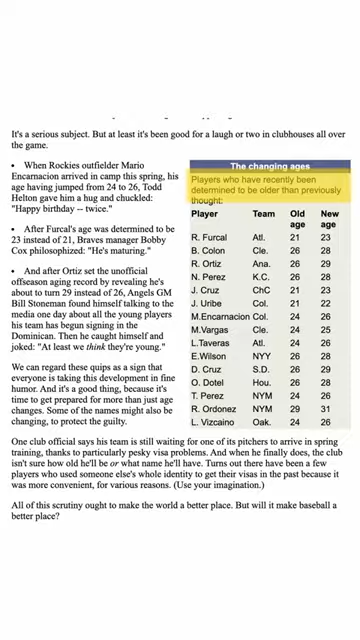 It's a serious subject. But at least it's been good for a laugh or two in clubhouses all over
the game.
• When Rockies outfielder Mario
Encarnacion arrived in camp this spring, his
age having jumped from 24 to 26, Todd
Helton gave him a hug and chuckled:
"Happy birthday -- twice."
• After Furcal's age was determined to be
23 instead of 21, Braves manager Bobby
Cox philosophized: "He's maturing."
• And after Ortiz set the unofficial
offseason aging record by revealing he's
about to turn 29 instead of 26, Angels GM
Bill Stoneman found himself talking to the
media one day about all the young players
his team has begun signing in the
Dominican. Then he caught himself and
joked: "At least we think they're young."
We can regard these quips as a sign that
everyone is taking this development in fine
humor. And it's a good thing, because it's
time to get prepared for more than just age
changes. Some of the names might also be
changing, to protect the guilty.
The changing ages
Players who have recently been
determined to be older than previously
thought:
Player Team Old age New age
R. Furcal Atl. 21 23
B. Colon Cle. 26 28
R. Ortiz Ana. 26 29
N. Perez K.C. 26 28
J. Cruz ChC 21 23
J. Uribe Col. 21 22
M.Encarnacion Col. 24 26
M.Vargas Cle. 24 25
L.Taveras Atl. 24 26
E.Wilson NYY 26 28
D. Cruz S.D. 26 29
O. Dotel Hou. 26 28
T. Perez NYM 24 26
R. Ordonez NYM 29 31
L. Vizcaino Oak. 24 26
One club official says his team is still waiting for one of its pitchers to arrive in spring
training, thanks to particularly pesky visa problems. And when he finally does, the club
isn't sure how old he'll be or what name he'll have. Turns out there have been a few
players who used someone else's whole identity to get their visas in the past because it
was more convenient, for various reasons. (Use your imagination.)
All of this scrutiny ought to make the world a better place. But will it make baseball a
better place?